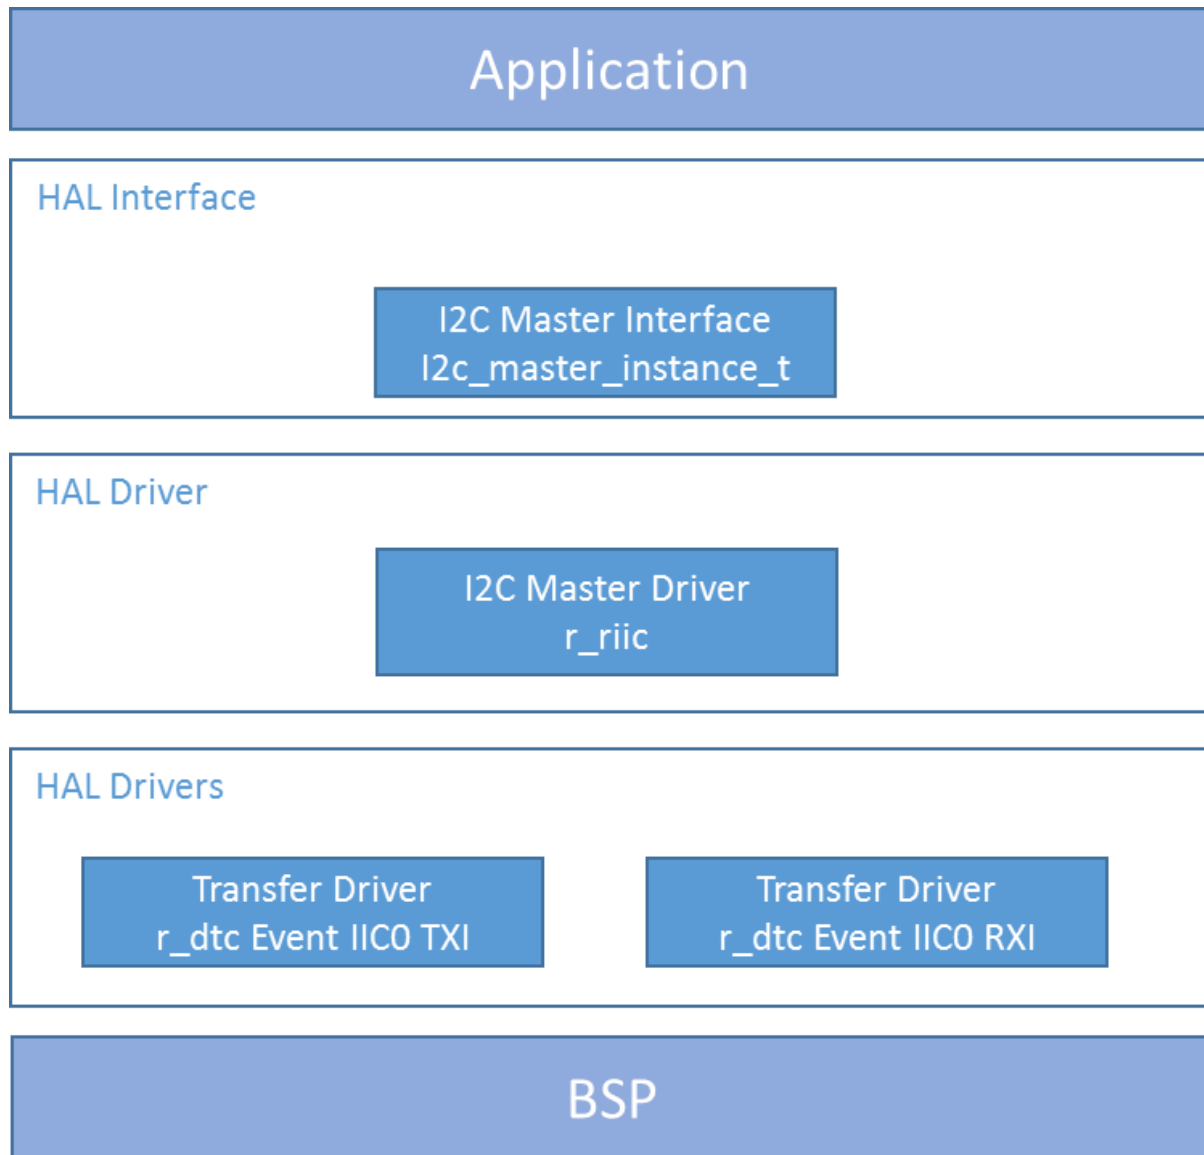 Application
HAL Interface
I2C Master Interface
I2c_master_instance_t
HAL Driver
I2C Master Driver
r_riic
HAL Drivers
Transfer Driver
r_dtc Event IIC0 TXI
Transfer Driver
r_dtc Event IIC0 RXI
BSP